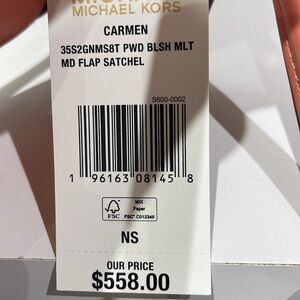 MICHAEL KORS
CARMEN
35S2GNMS8T PWD BLSH MLT
MD FLAP SATCHEL
S600-0002
1 96163 08145 8
FSC
MIX
Paper
FSC® C012345
NS
OUR PRICE
$558.00